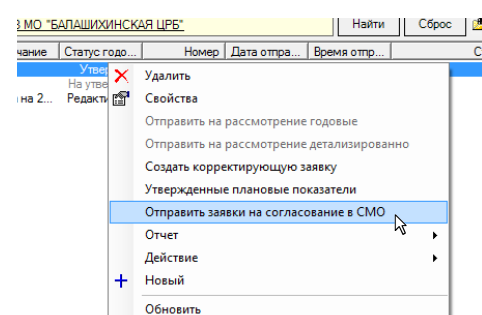 З МО "БАЛАШИХИНСКАЯ ЦРБ" Найти Сброс
чание Статус годо... Номер Дата отпра... Время отпр... С
Утвер
На утве
на 2... Редакти
Удалить
Свойства
Отправить на рассмотрение годовые
Отправить на рассмотрение детализированно
Создать корректирующую заявку
Утвержденные плановые показатели
Отправить заявки на согласование в СМО
Отчет
Действие
Новый
Обновить